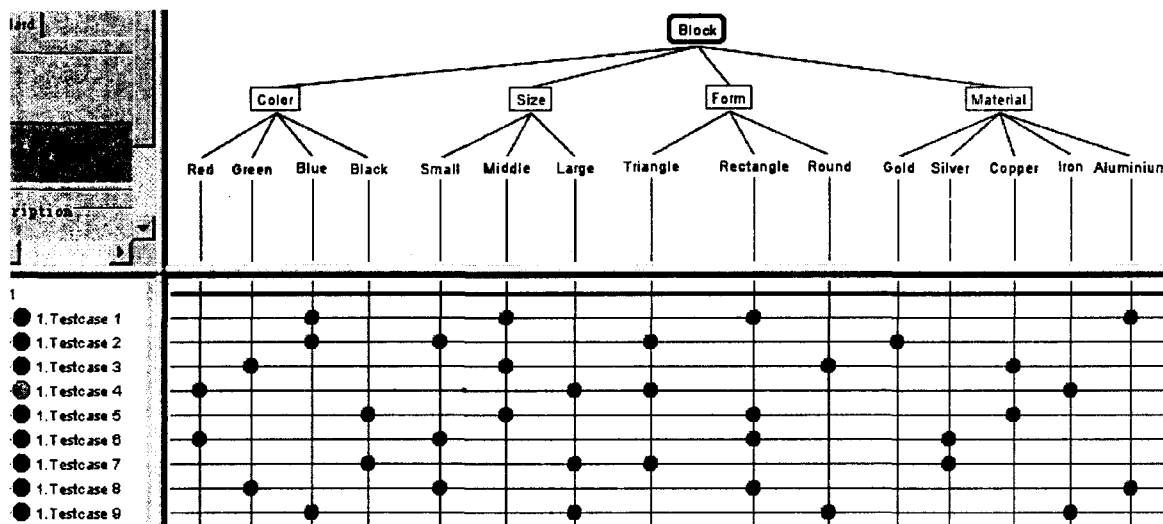 Block
Color Size Form Material
Red Green Blue Black Small Middle Large Triangle Rectangle Round Gold Silver Copper Iron Aluminium
1
1.Testcase 1
1.Testcase 2
1.Testcase 3
1.Testcase 4
1.Testcase 5
1.Testcase 6
1.Testcase 7
1.Testcase 8
1.Testcase 9